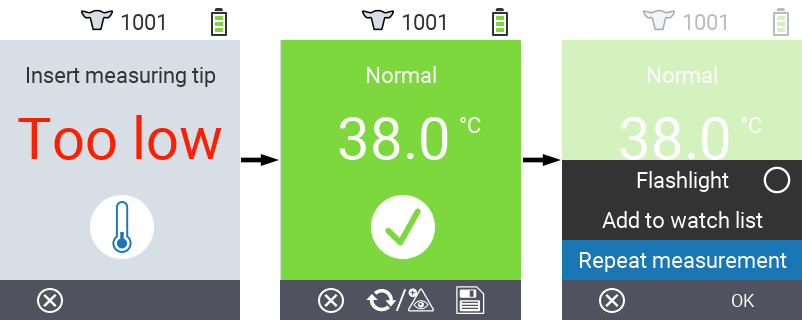 1001
Insert measuring tip
Too low
1001
Normal
38.0 °C
1001
Normal
38.0 °C
Flashlight
Add to watch list
Repeat measurement
OK